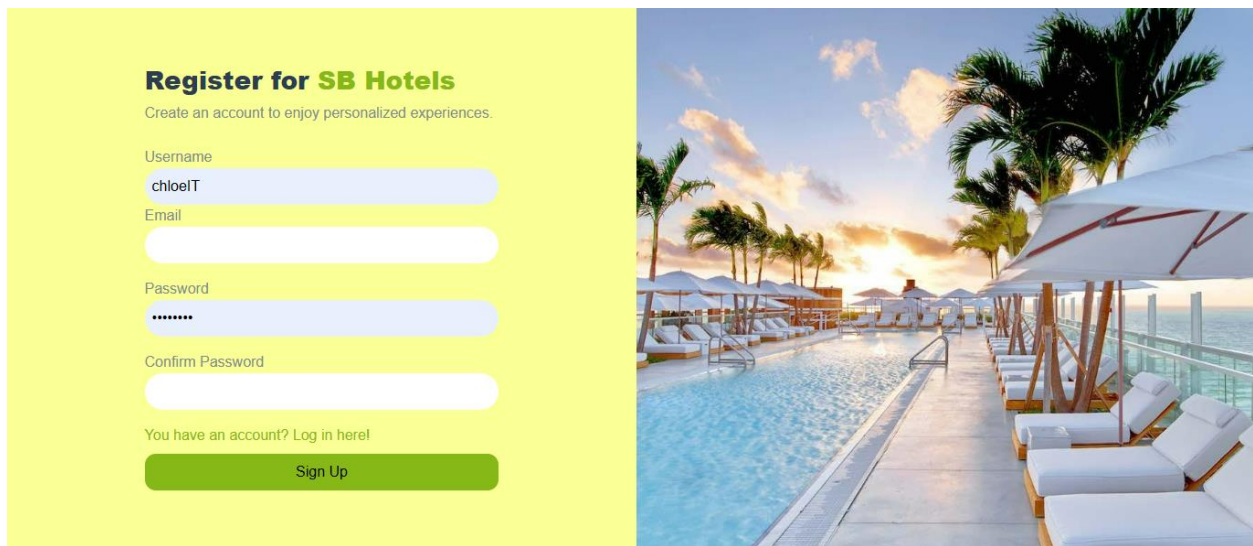 Register for SB Hotels
Create an account to enjoy personalized experiences.
Username
chloeIT
Email
Password
••••••••
Confirm Password
You have an account? Log in here!
Sign Up